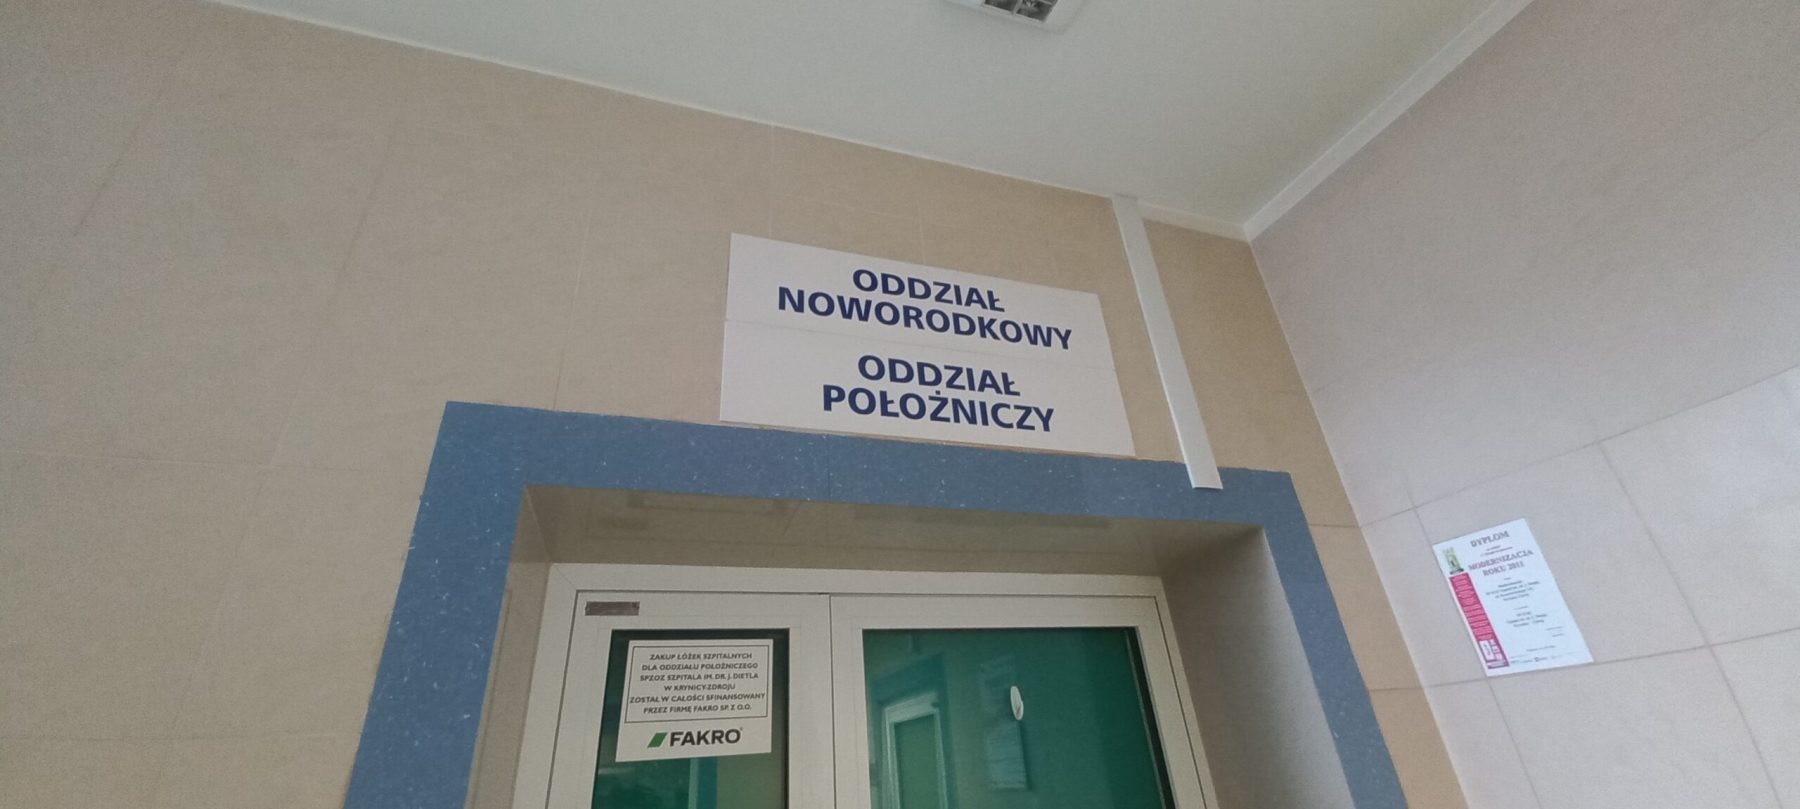 ODDZIAŁ
NOWORODKOWY
ODDZIAŁ
POŁOŻNICZY
ZAKUP ŁÓŻEK SZPITALNYCH
DLA ODDZIAŁU POŁOŻNICZEGO
SPZOZ SZPITALA IM. DR. J. DIETLA
W KRYNICY-ZDROJU
ZOSTAŁ W CAŁOŚCI SFINANSOWANY
PRZEZ FIRMĘ FAKRO SP. Z O.O.
FAKRO
DYPLOM
MODERNIZACJA
ROKU 2011